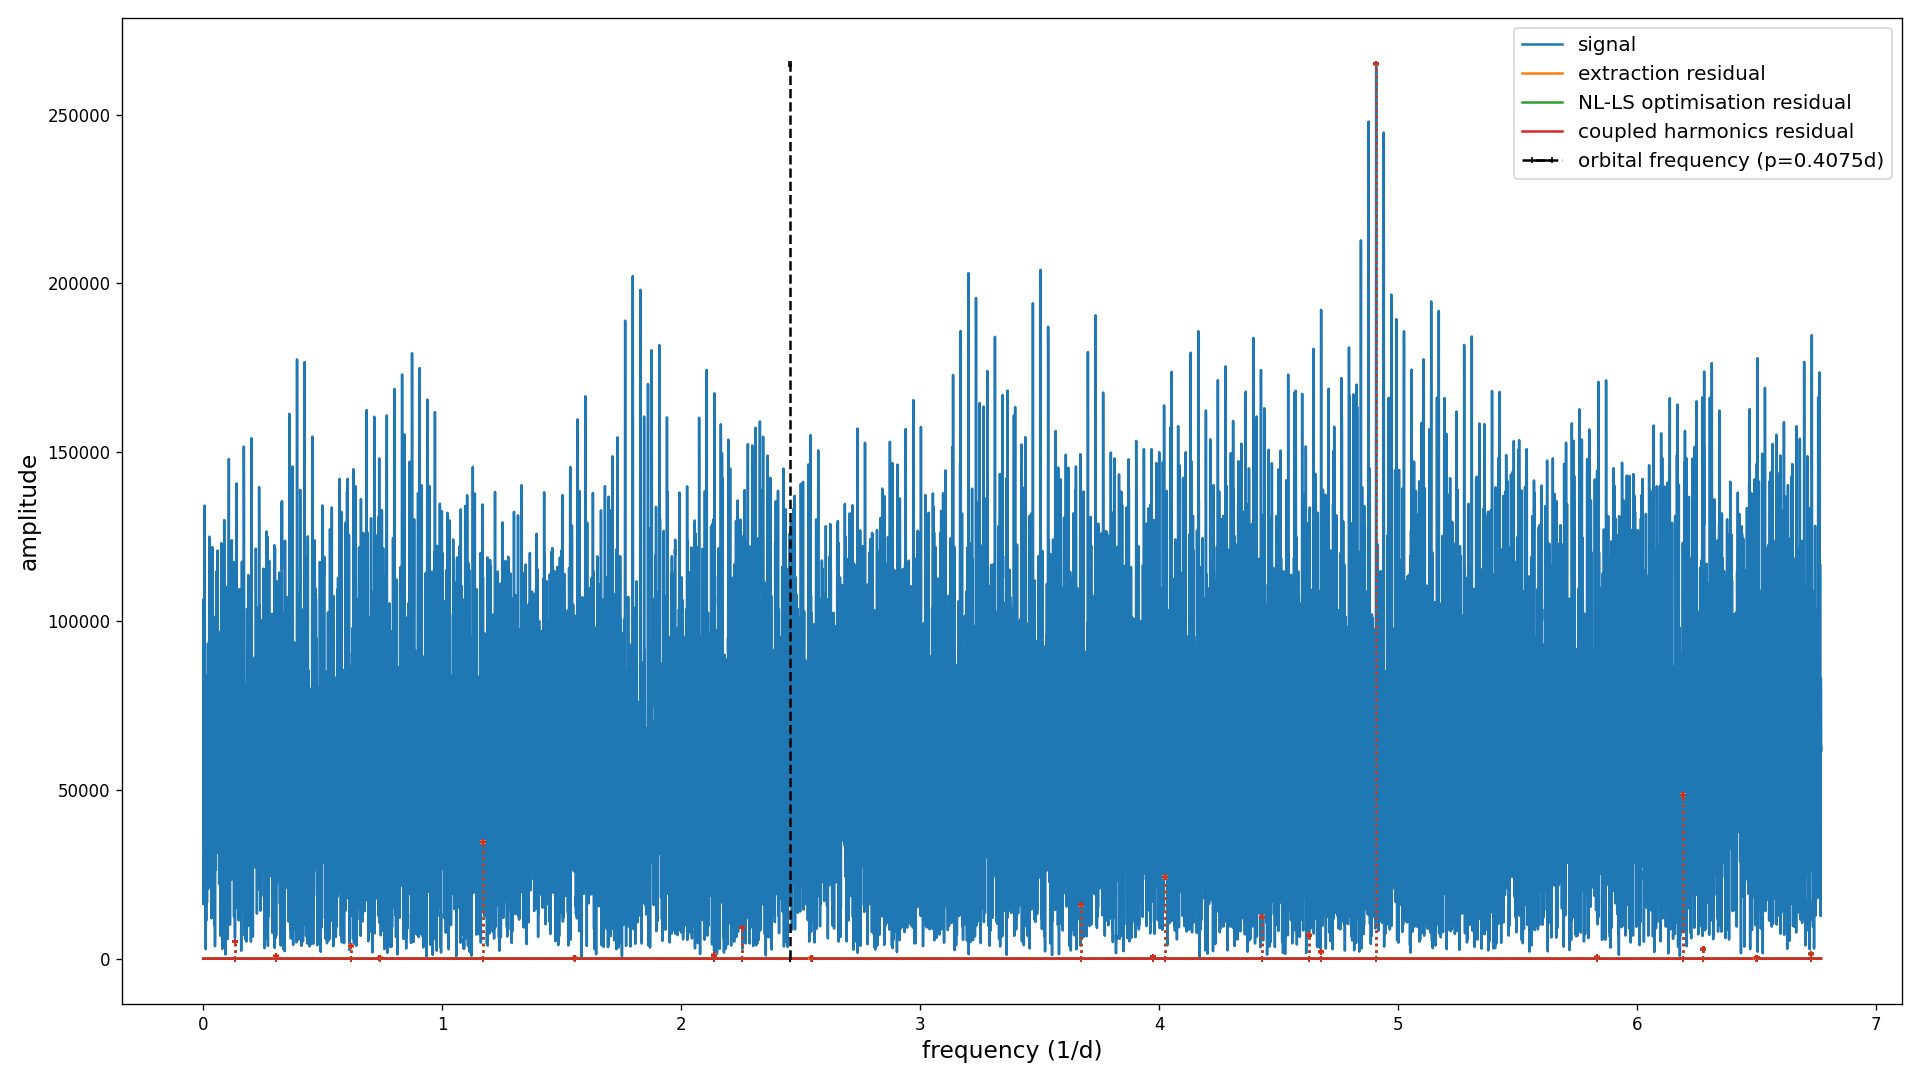 signal
extraction residual
NL-LS optimisation residual
coupled harmonics residual
orbital frequency (p=0.4075d)
250000
200000
150000
100000
50000
0
amplitude
0 1 2 3 4 5 6 7
frequency (1/d)